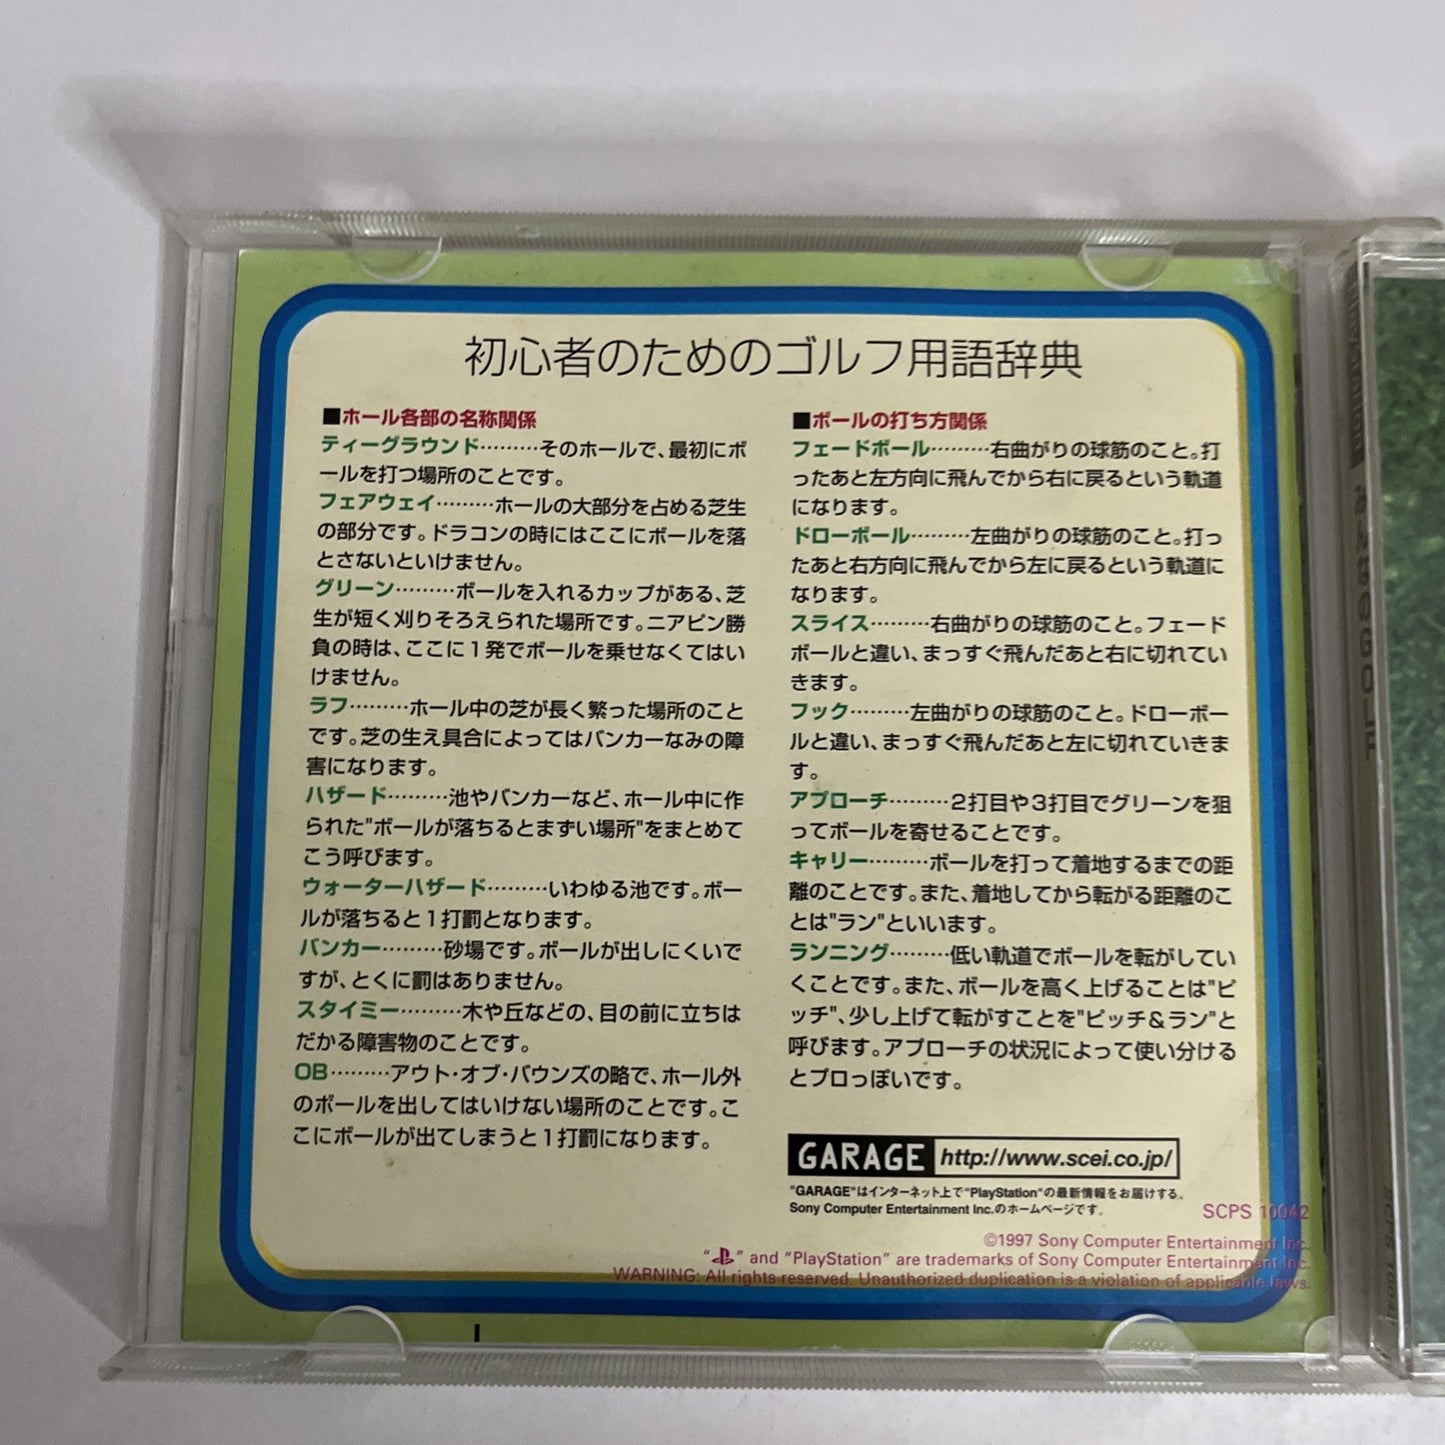 初心者のためのゴルフ用語辞典
■ホール各部の名称関係
ティーグラウンド………そのホールで、最初にボ
ールを打つ場所のことです。
フェアウェイ………ホールの大部分を占める芝生
の部分です。ドラコンの時にはここにボールを落
とさないといけません。
グリーン………ボールを入れるカップがある、芝
生が短く刈りそろえられた場所です。ニアピン勝
負の時は、ここに1発でボールを乗せなくてはい
けません。
ラフ………ホール中の芝が長く繁った場所のこと
です。芝の生え具合によってはバンカーなみの障
害になります。
ハザード………池やバンカーなど、ホール中に作
られた"ボールが落ちるとまずい場所"をまとめて
こう呼びます。
ウォーターハザード………いわゆる池です。ボー
ルが落ちると1打罰となります。
バンカー………砂場です。ボールが出しにくいで
すが、とくに罰はありません。
スタイミー………木や丘などの、目の前に立ちは
だかる障害物のことです。
OB………アウト・オブ・バウンズの略で、ホール外
のボールを出してはいけない場所のことです。こ
こにボールが出てしまうと1打罰になります。
■ボールの打ち方関係
フェードボール………右曲がりの球筋のこと。打
ったあと左方向に飛んでから右に戻るという軌道
になります。
ドローボール………左曲がりの球筋のこと。打っ
たあと右方向に飛んでから左に戻るという軌道に
なります。
スライス………右曲がりの球筋のこと。フェード
ボールと違い、まっすぐ飛んだあと右に切れてい
きます。
フック………左曲がりの球筋のこと。ドローボー
ルと違い、まっすぐ飛んだあと左に切れていきま
す。
アプローチ………2打目や3打目でグリーンを狙
ってボールを寄せることです。
キャリー………ボールを打って着地するまでの距
離のことです。また、着地してから転がる距離のこ
とは"ラン"といいます。
ランニング………低い軌道でボールを転がしてい
くことです。また、ボールを高く上げることは"ピ
ッチ"、少し上げて転がすことを"ピッチ&ラン"と
呼びます。アプローチの状況によって使い分ける
とプロっぽいです。
GARAGE http://www.scei.co.jp/
"GARAGE"はインターネット上で"PlayStation"の最新情報をお届けする、
Sony Computer Entertainment Inc.のホームページです。
SCPS 10042
©1997 Sony Computer Entertainment Inc.
" " and "PlayStation" are trademarks of Sony Computer Entertainment Inc.
WARNING: All rights reserved. Unauthorized duplication is a violation of applicable laws.